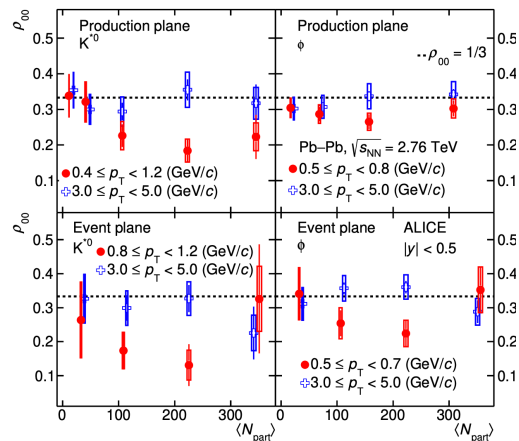 ρ00
0.5
0.4
0.3
0.2
0.1
Production plane
K*0
0.4 ≤ pT < 1.2 (GeV/c)
3.0 ≤ pT < 5.0 (GeV/c)
Production plane
ϕ
ρ00 = 1/3
Pb–Pb, √sNN = 2.76 TeV
0.5 ≤ pT < 0.8 (GeV/c)
3.0 ≤ pT < 5.0 (GeV/c)
ρ00
0.5
0.4
0.3
0.2
0.1
Event plane
K*0
0.8 ≤ pT < 1.2 (GeV/c)
3.0 ≤ pT < 5.0 (GeV/c)
Event plane ALICE
ϕ |y| < 0.5
0.5 ≤ pT < 0.7 (GeV/c)
3.0 ≤ pT < 5.0 (GeV/c)
0 100 200 300 0 100 200 300
⟨Npart⟩ ⟨Npart⟩